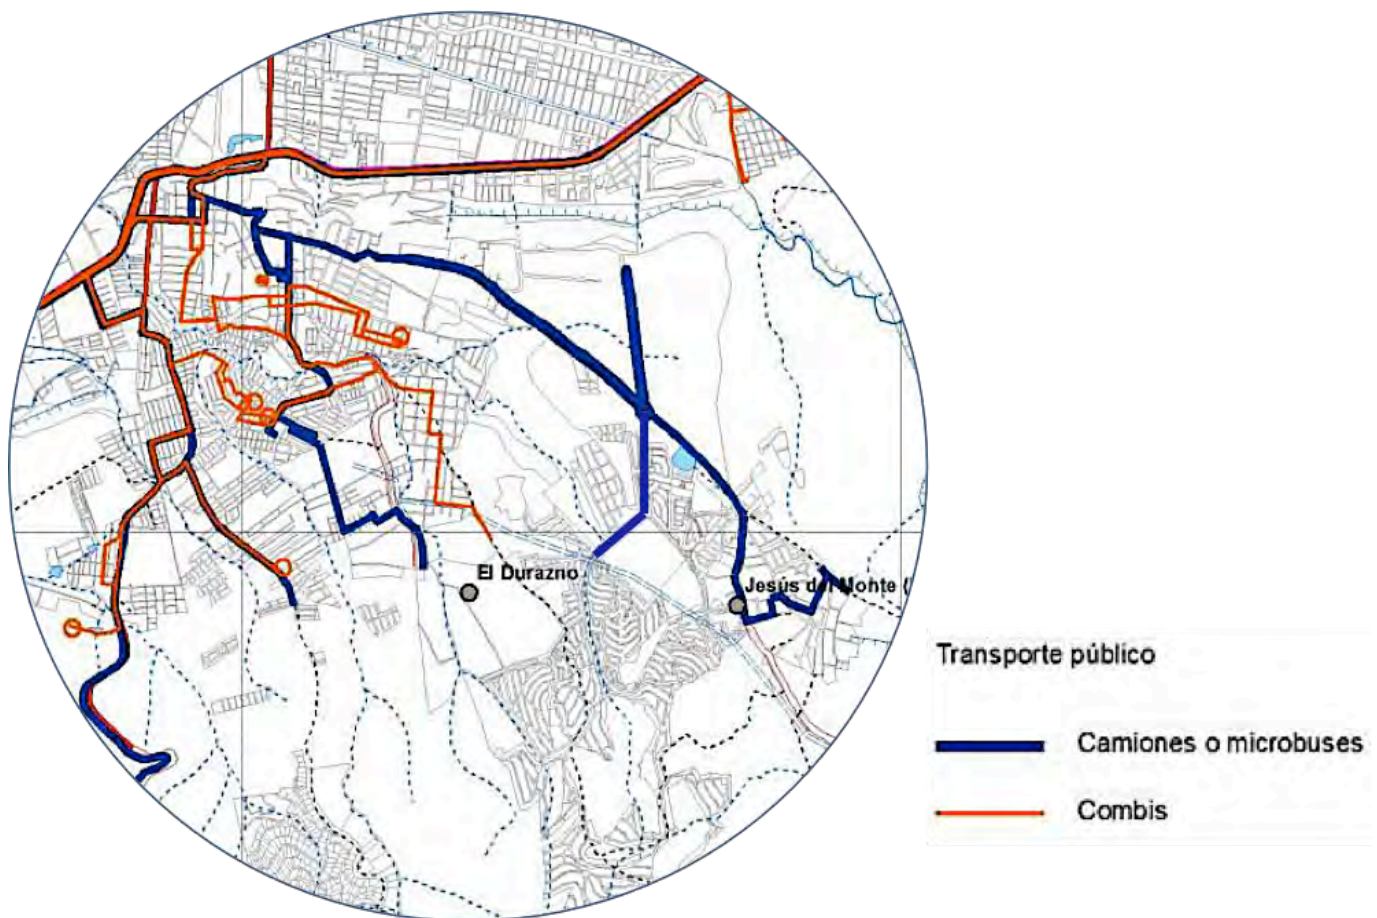 El Durazno
Jesús del Monte (
Transporte público
Camiones o microbuses
Combis